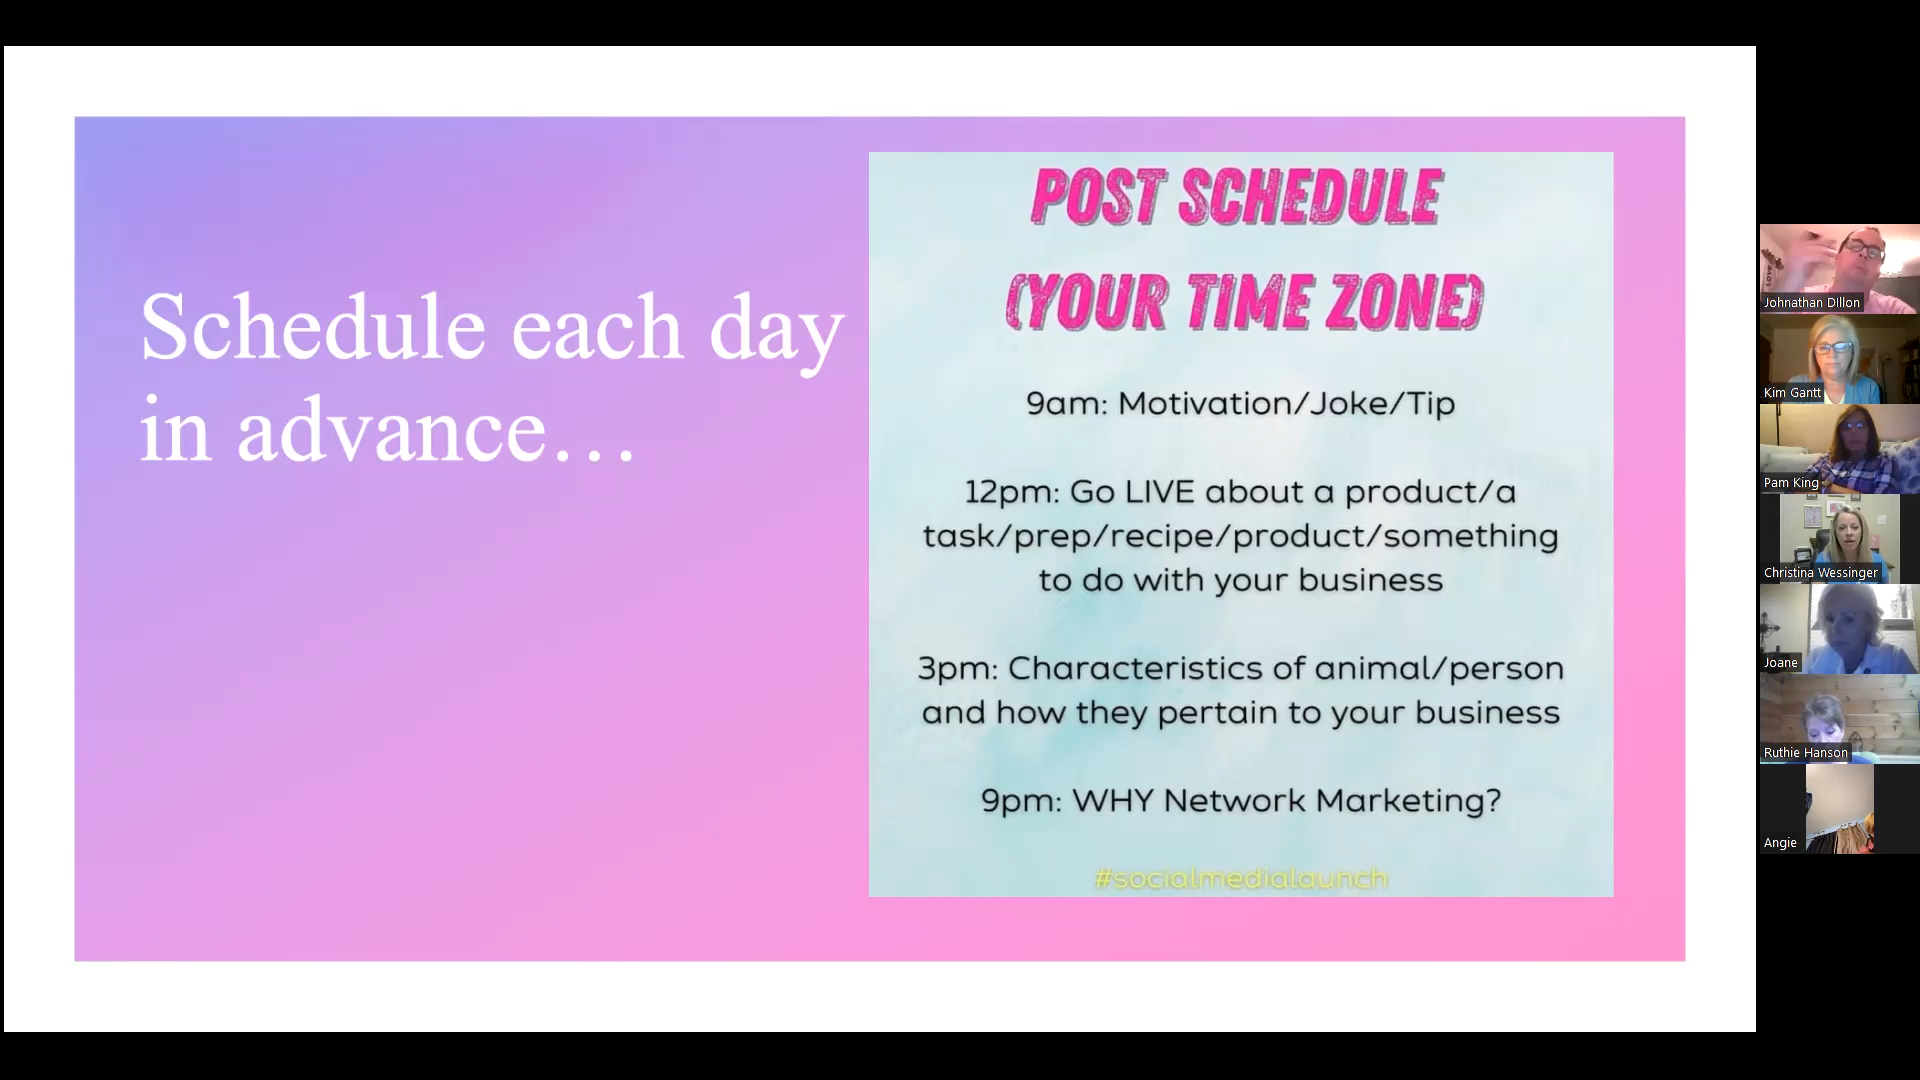 Schedule each day
in advance…
POST SCHEDULE
(YOUR TIME ZONE)
9am: Motivation/Joke/Tip
12pm: Go LIVE about a product/a
task/prep/recipe/product/something
to do with your business
3pm: Characteristics of animal/person
and how they pertain to your business
9pm: WHY Network Marketing?
#socialmedialaunch
Johnathan DIllon
Kim Gantt
Pam King
Christina Wessinger
Joane
Ruthie Hanson
Angie